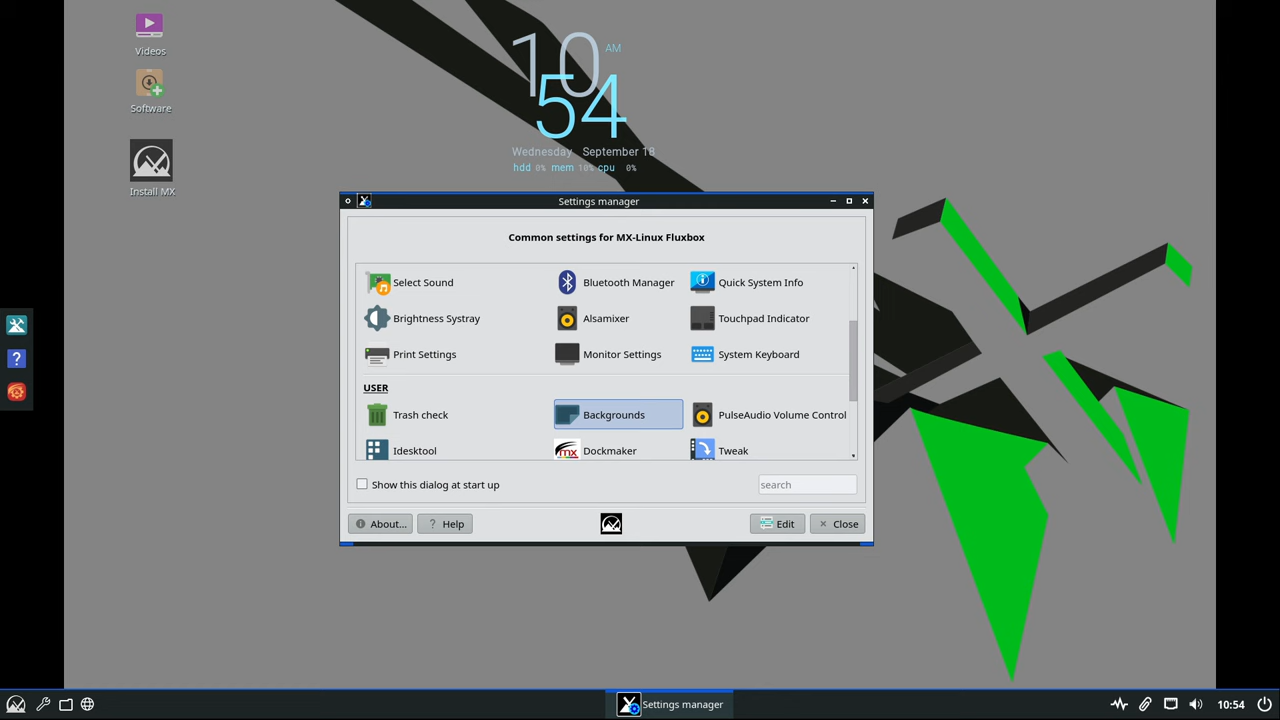 Videos
Software
Install MX
10 AM
54
Wednesday September 18
hdd 0% mem 10% cpu 0%
Settings manager
Common settings for MX-Linux Fluxbox
Select Sound Bluetooth Manager Quick System Info
Brightness Systray Alsamixer Touchpad Indicator
Print Settings Monitor Settings System Keyboard
USER
Trash check Backgrounds PulseAudio Volume Control
Idesktool mx Dockmaker Tweak
Show this dialog at start up search
About... ? Help Edit Close
?
Settings manager 10:54